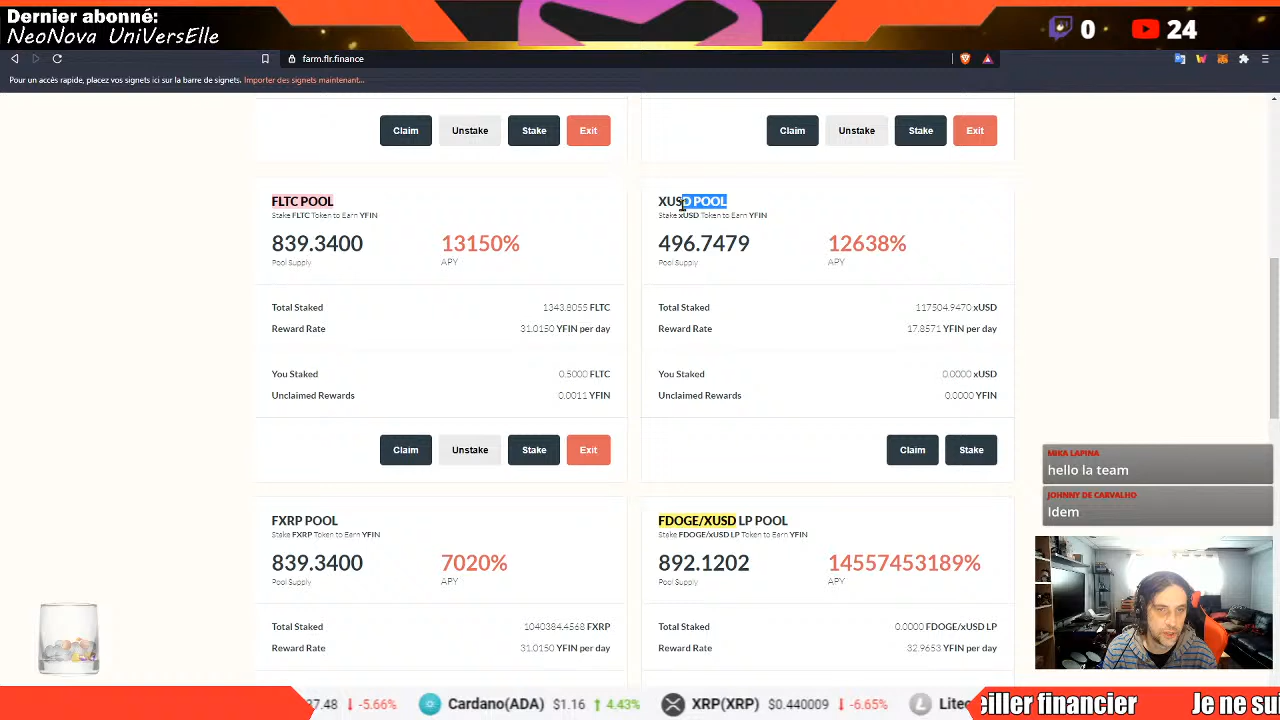 Dernier abonné:
NeonNova UniVersElle
0
24
farm.flr.finance
Pour un accès rapide, placez vos signets ici sur la barre de signets. Importer des signets maintenant...
Claim Unstake Stake Exit
Claim Unstake Stake Exit
FLTC POOL
Stake FLTC Token to Earn YFIN
839.3400 13150%
Pool Supply APY
Total Staked 1343.8055 FLTC
Reward Rate 31.0150 YFIN per day
You Staked 0.5000 FLTC
Unclaimed Rewards 0.0011 YFIN
Claim Unstake Stake Exit
XUSD POOL
Stake xUSD Token to Earn YFIN
496.7479 12638%
Pool Supply APY
Total Staked 117504.9470 xUSD
Reward Rate 17.8571 YFIN per day
You Staked 0.0000 xUSD
Unclaimed Rewards 0.0000 YFIN
Claim Stake
FXRP POOL
Stake FXRP Token to Earn YFIN
839.3400 7020%
Pool Supply APY
Total Staked 1040384.4568 FXRP
Reward Rate 31.0150 YFIN per day
FDOGE/XUSD LP POOL
Stake FDOGE/xUSD LP Token to Earn YFIN
892.1202 14557453189%
Pool Supply APY
Total Staked 0.0000 FDOGE/xUSD LP
Reward Rate 32.9653 YFIN per day
MIKA LAPINA
hello la team
JOHNNY DE CARVALHO
Idem
37.48 ↓ -5.66% Cardano(ADA) $1.16 ↑ 4.43% XRP(XRP) $0.440009 ↓ -6.65% Litec
eiller financier Je ne sui